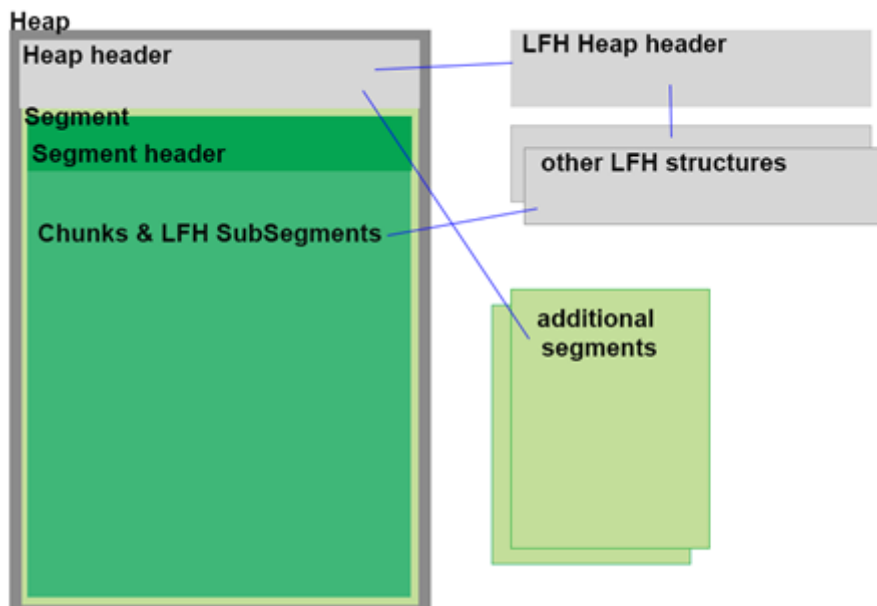 Heap
Heap header
LFH Heap header
Segment
Segment header
other LFH structures
Chunks & LFH SubSegments
additional
segments